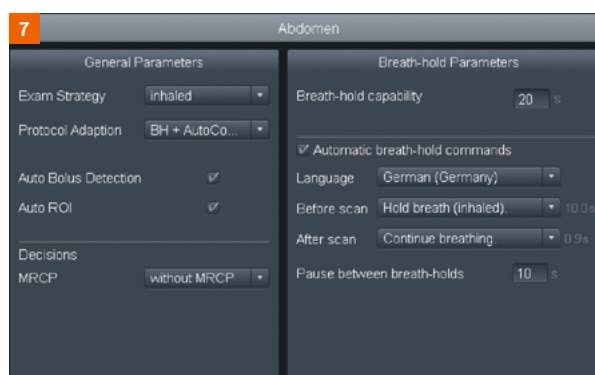 7
Abdomen
General Parameters
Exam Strategy inhaled
Protocol Adaption BH + AutoCo...
Auto Bolus Detection
Auto ROI
Decisions
MRCP without MRCP
Breath-hold Parameters
Breath-hold capability 20 s
Automatic breath-hold commands
Language German (Germany)
Before scan Hold breath (inhaled). 10.0s
After scan Continue breathing. 0.9s
Pause between breath-holds 10 s